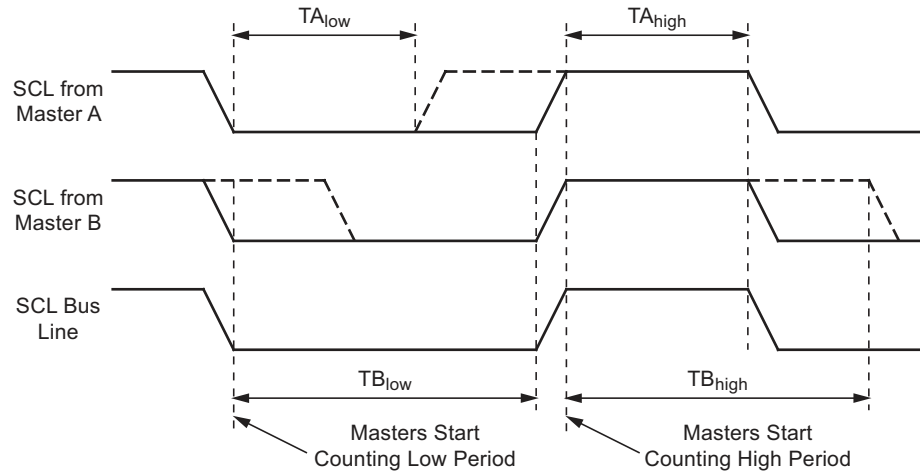 TAlow
TAhigh
SCL from
Master A
SCL from
Master B
SCL Bus
Line
TBlow
TBhigh
Masters Start
Counting Low Period
Masters Start
Counting High Period